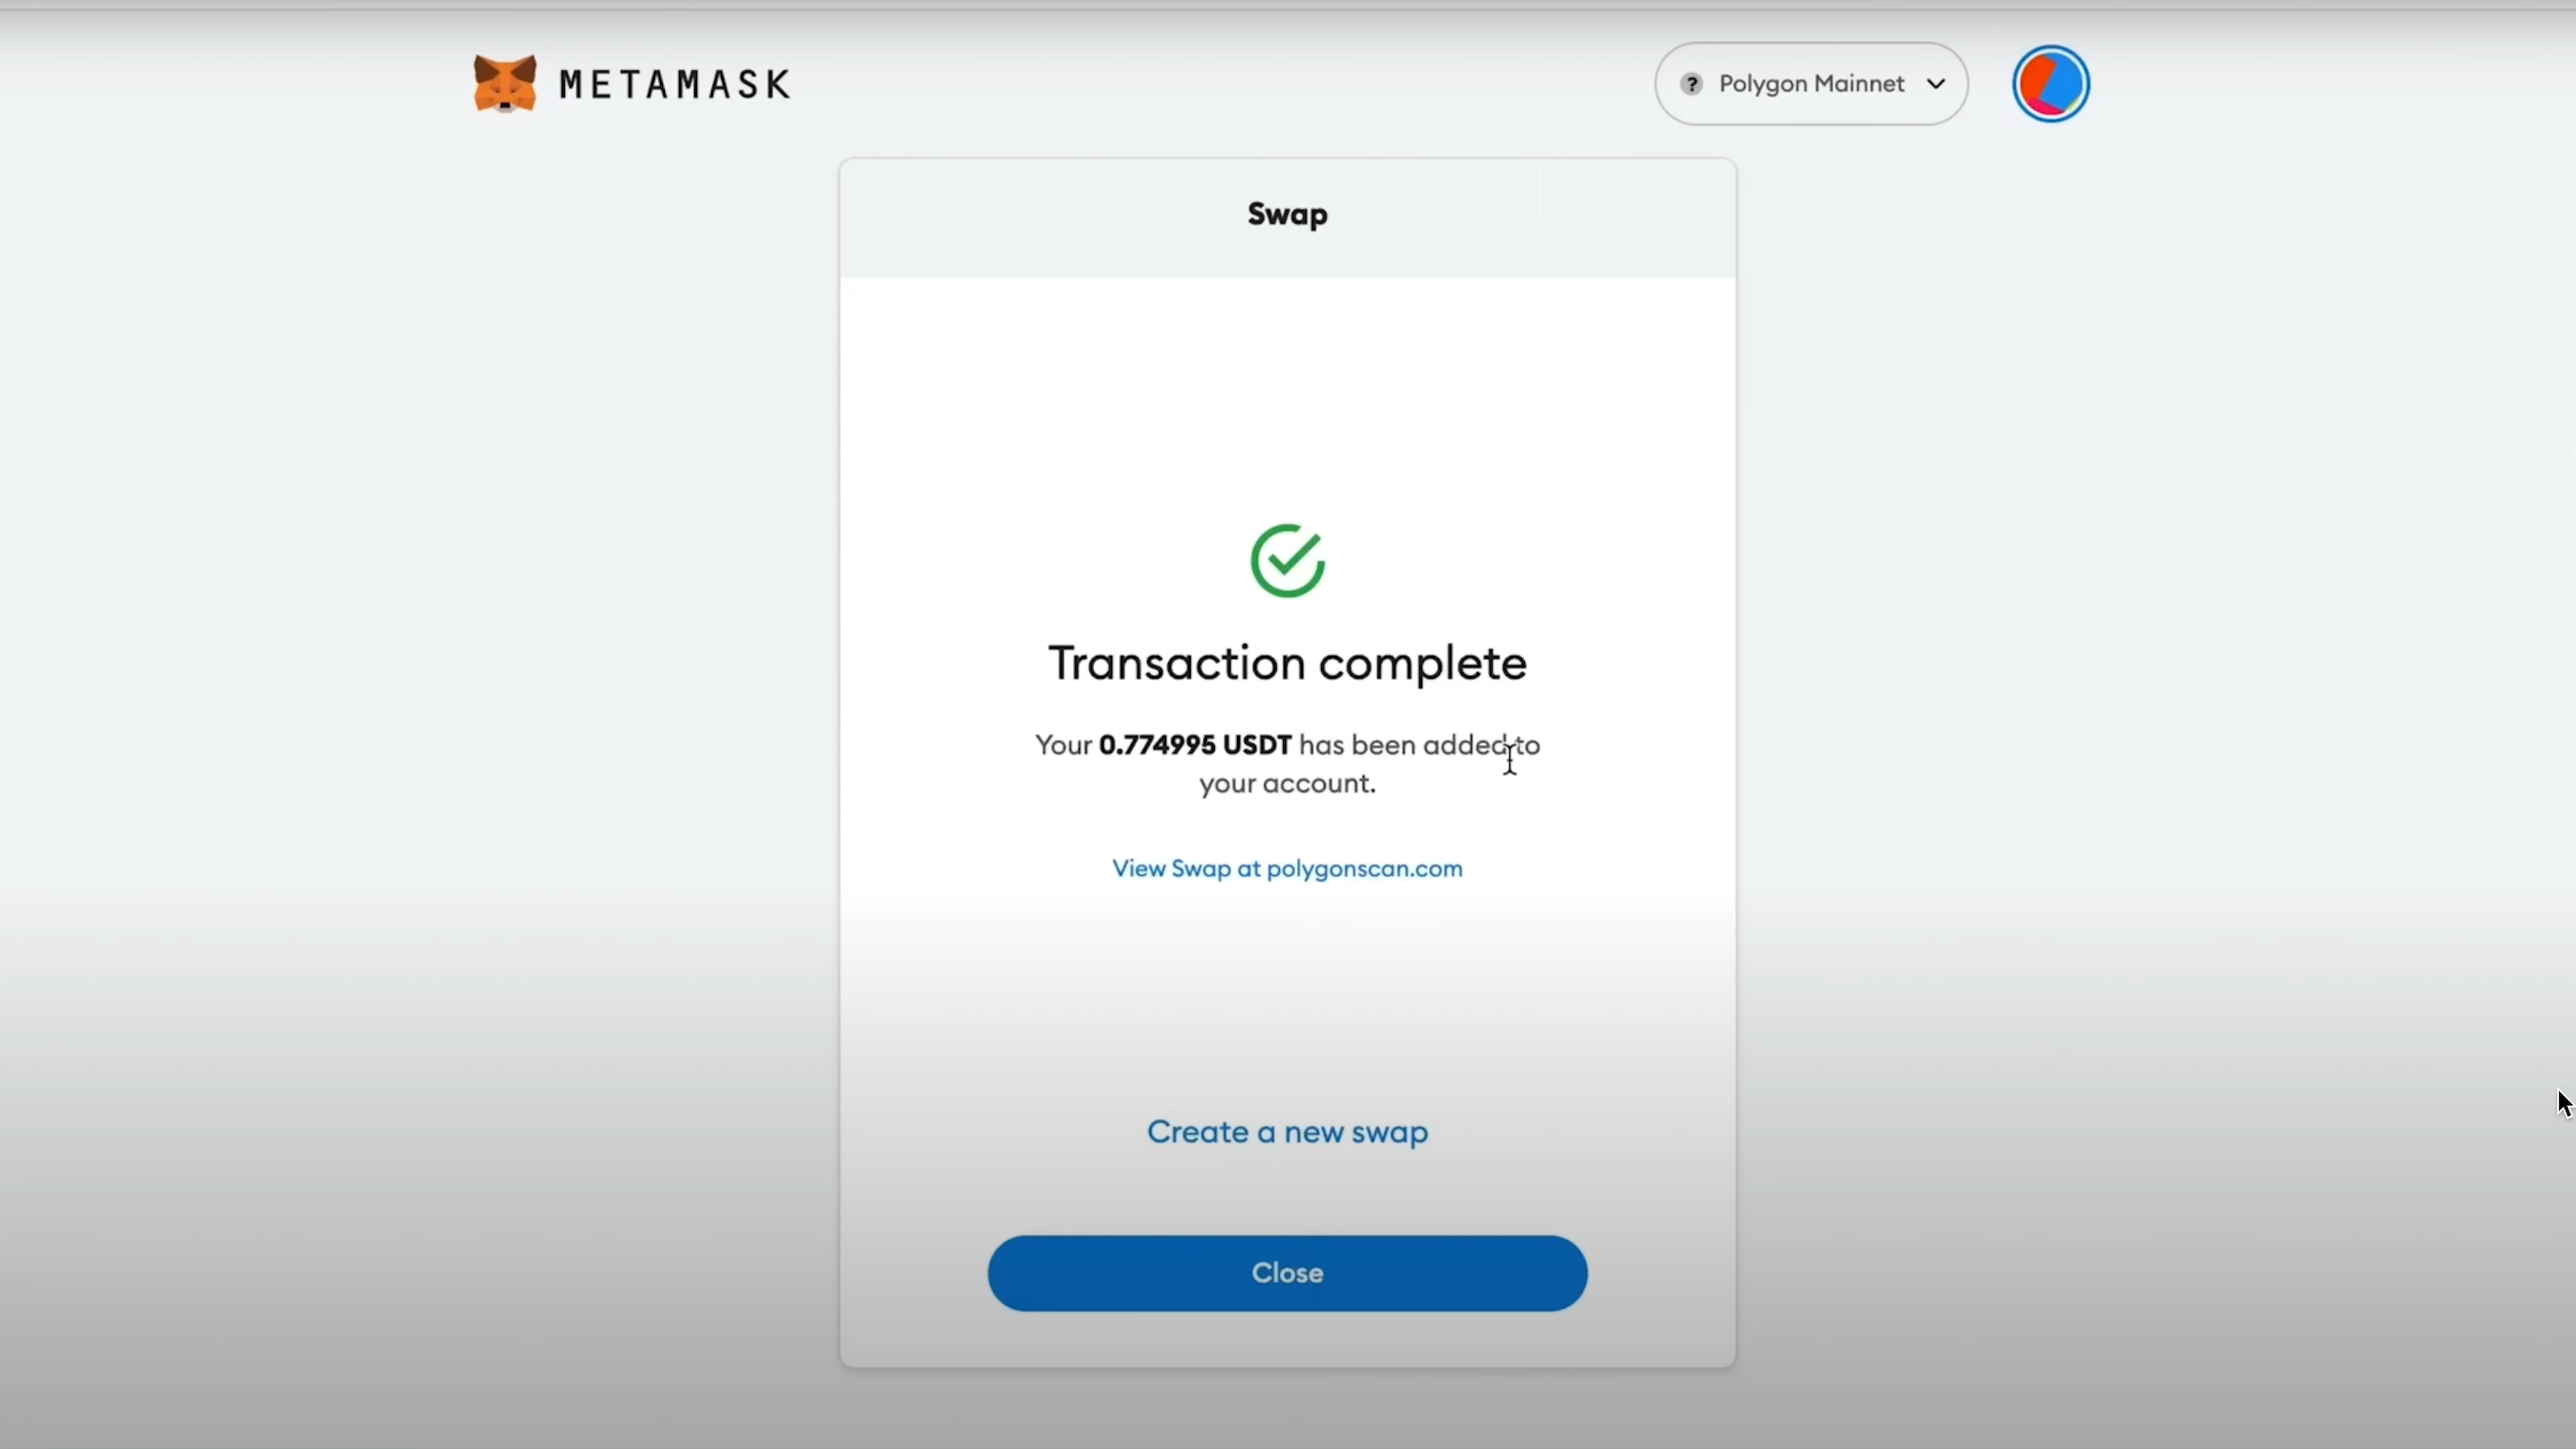 METAMASK
? Polygon Mainnet
Swap
Transaction complete
Your 0.774995 USDT has been added to
your account.
View Swap at polygonscan.com
Create a new swap
Close